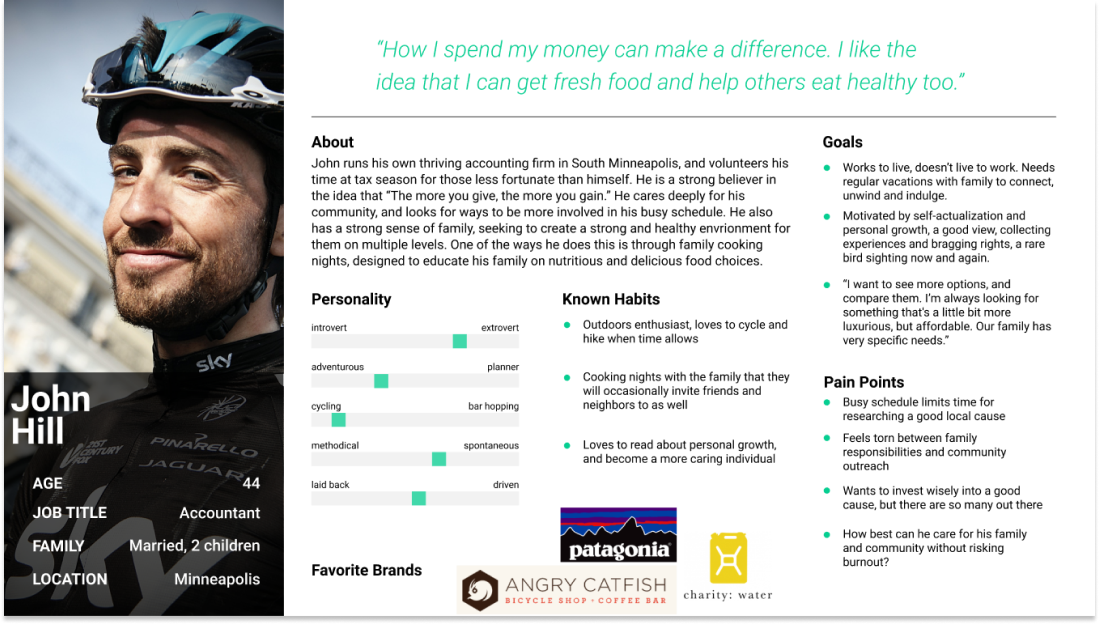 “How I spend my money can make a difference. I like the
idea that I can get fresh food and help others eat healthy too.”
About
John runs his own thriving accounting firm in South Minneapolis, and volunteers his
time at tax season for those less fortunate than himself. He is a strong believer in
the idea that “The more you give, the more you gain.” He cares deeply for his
community, and looks for ways to be more involved in his busy schedule. He also
has a strong sense of family, seeking to create a strong and healthy envrionment for
them on multiple levels. One of the ways he does this is through family cooking
nights, designed to educate his family on nutritious and delicious food choices.
Personality
introvert extrovert
adventurous planner
cycling bar hopping
methodical spontaneous
laid back driven
Known Habits
Outdoors enthusiast, loves to cycle and
hike when time allows
Cooking nights with the family that they
will occasionally invite friends and
neighbors to as well
Loves to read about personal growth,
and become a more caring individual
Favorite Brands
patagonia
ANGRY CATFISH
BICYCLE SHOP • COFFEE BAR
charity: water
Goals
Works to live, doesn’t live to work. Needs
regular vacations with family to connect,
unwind and indulge.
Motivated by self-actualization and
personal growth, a good view, collecting
experiences and bragging rights, a rare
bird sighting now and again.
“I want to see more options, and
compare them. I’m always looking for
something that’s a little bit more
luxurious, but affordable. Our family has
very specific needs.”
Pain Points
Busy schedule limits time for
researching a good local cause
Feels torn between family
responsibilities and community
outreach
Wants to invest wisely into a good
cause, but there are so many out there
How best can he care for his family
and community without risking
burnout?
sky
John
Hill
21ST
CENTURY
FOX
PINARELLO
JAGUAR
sky
AGE 44
JOB TITLE Accountant
FAMILY Married, 2 children
LOCATION Minneapolis